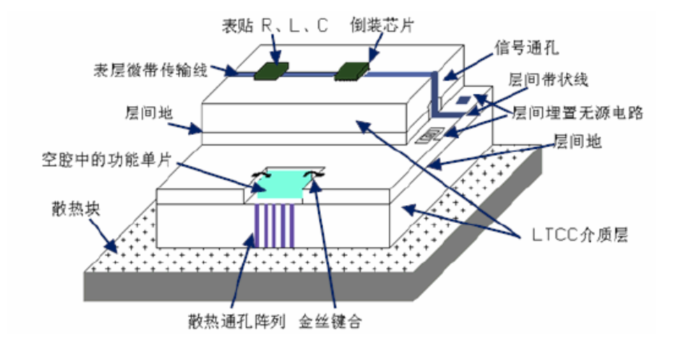 表贴 R、L、C
倒装芯片
信号通孔
表层微带传输线
层间带状线
层间地
层间埋置无源电路
层间地
空腔中的功能单片
散热块
LTCC介质层
散热通孔阵列
金丝键合